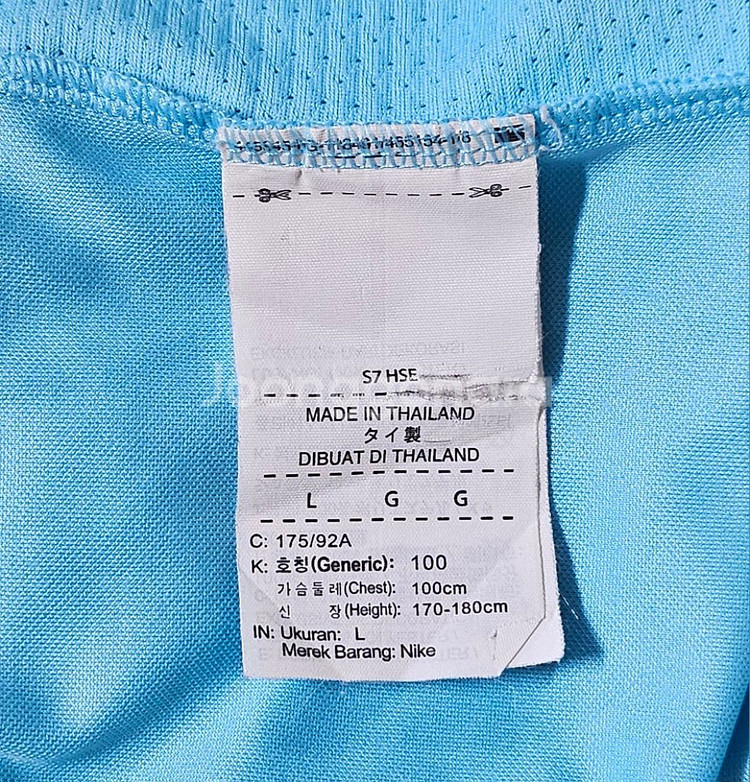 S7 HSE
MADE IN THAILAND
タイ製
DIBUAT DI THAILAND
L G G
C: 175/92A
K: 호칭(Generic): 100
가슴둘레(Chest): 100cm
신 장(Height): 170-180cm
IN: Ukuran: L
Merek Barang: Nike